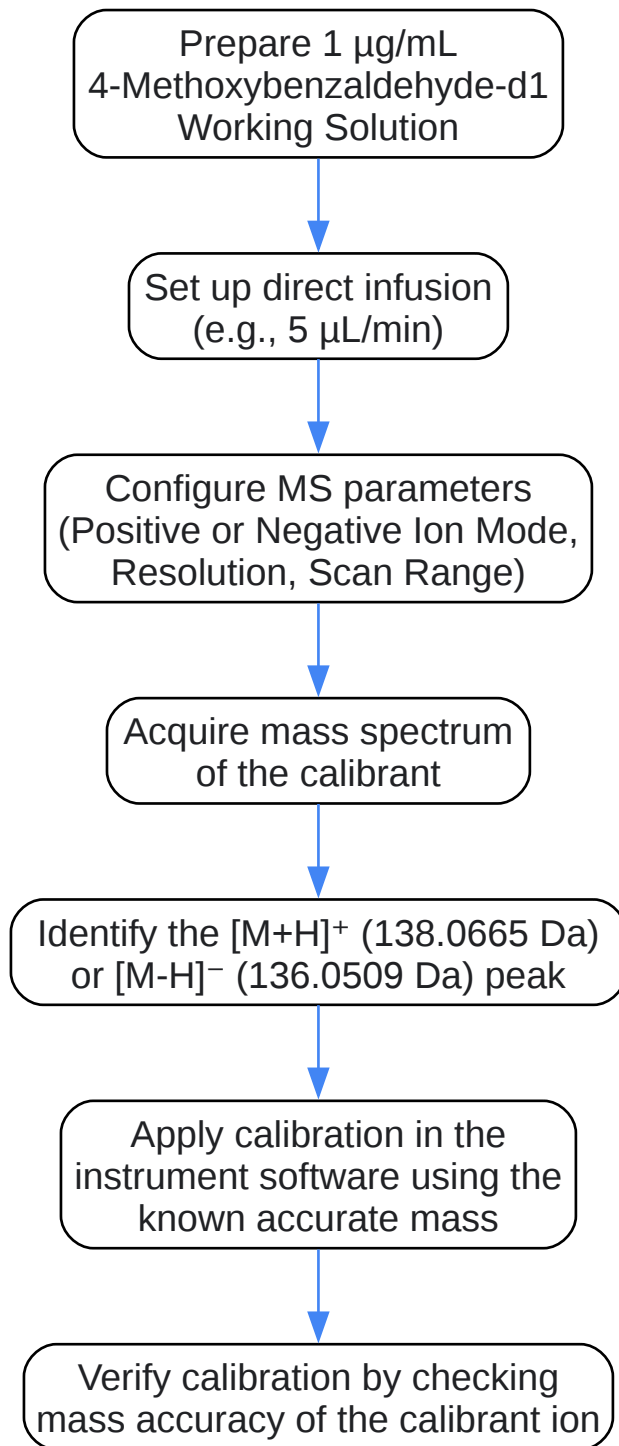 Prepare 1 µg/mL
4-Methoxybenzaldehyde-d1
Working Solution
Set up direct infusion
(e.g., 5 µL/min)
Configure MS parameters
(Positive or Negative Ion Mode,
Resolution, Scan Range)
Acquire mass spectrum
of the calibrant
Identify the [M+H]⁺ (138.0665 Da)
or [M-H]⁻ (136.0509 Da) peak
Apply calibration in the
instrument software using the
known accurate mass
Verify calibration by checking
mass accuracy of the calibrant ion